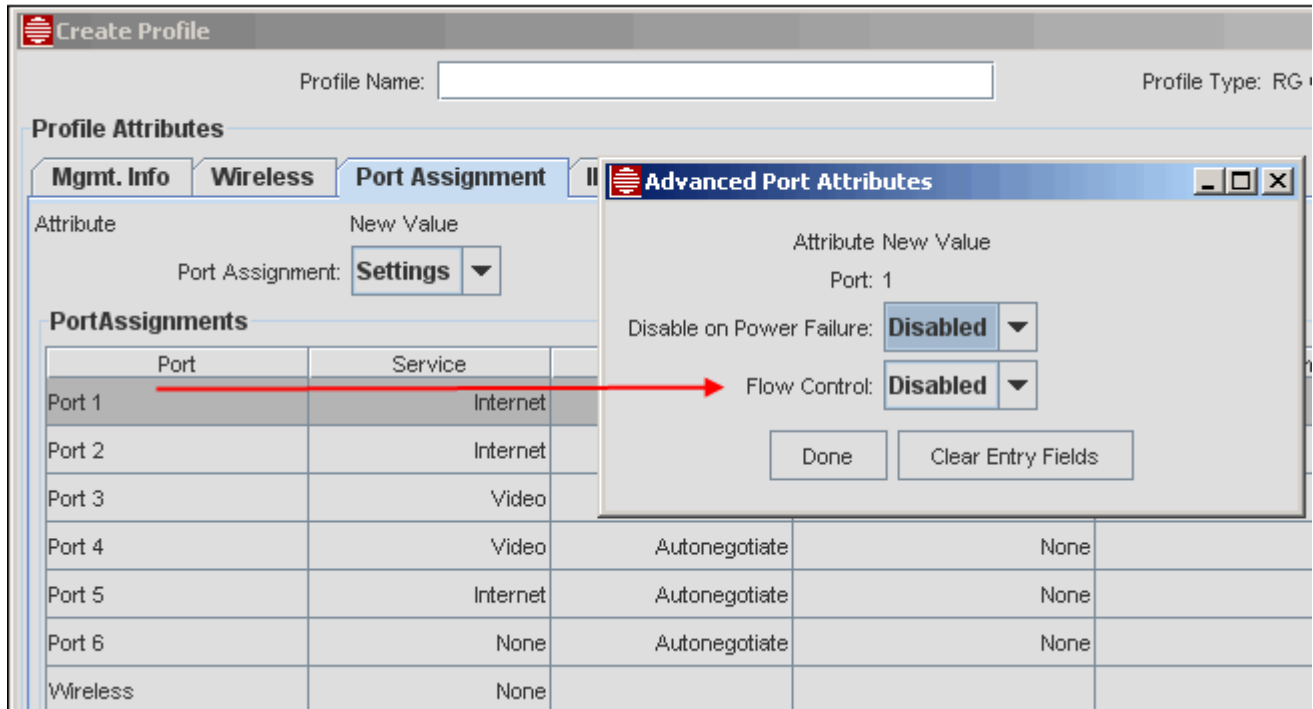 Create Profile
Profile Name:
Profile Type: RG
Profile Attributes
Mgmt. Info Wireless Port Assignment
Attribute New Value
Port Assignment: Settings
PortAssignments
Port Service
Port 1 Internet
Port 2 Internet
Port 3 Video
Port 4 Video Autonegotiate None
Port 5 Internet Autonegotiate None
Port 6 None Autonegotiate None
Wireless None
Advanced Port Attributes
Attribute New Value
Port: 1
Disable on Power Failure: Disabled
Flow Control: Disabled
Done Clear Entry Fields